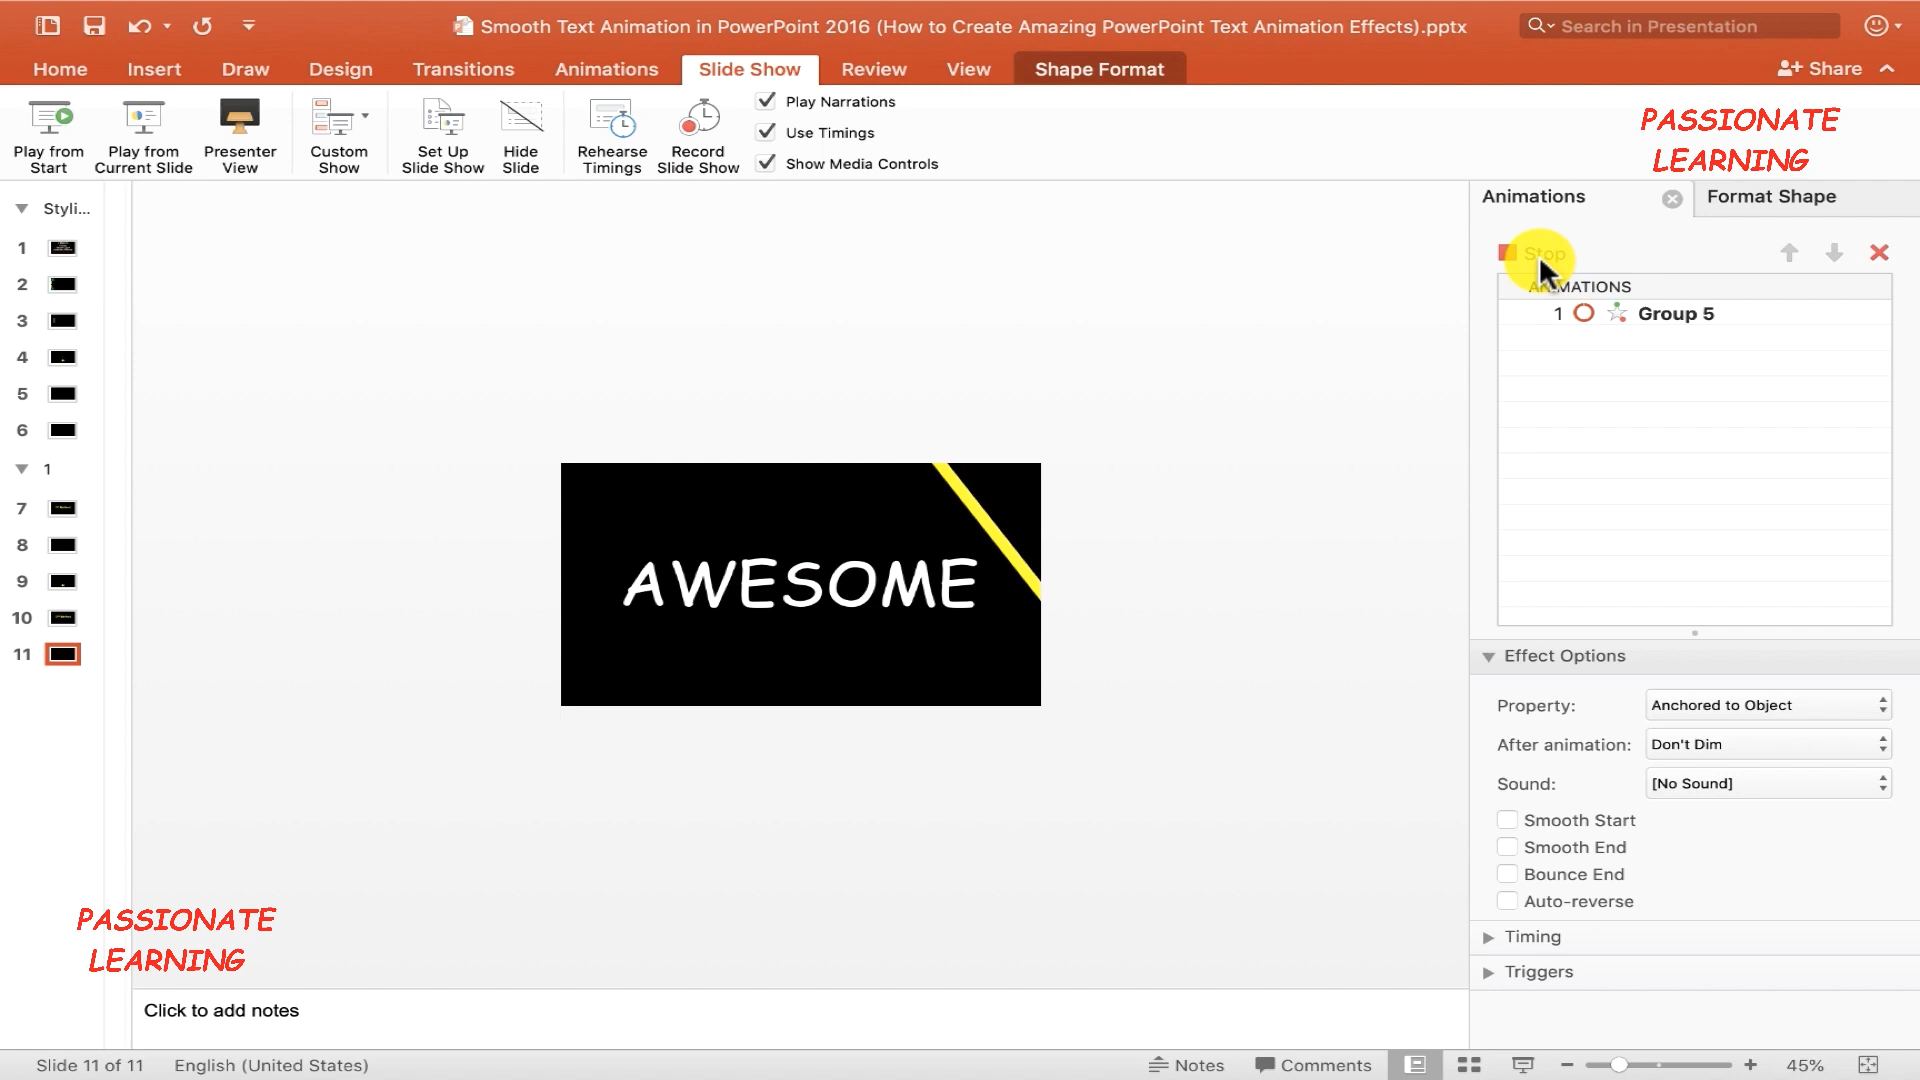 Smooth Text Animation in PowerPoint 2016 (How to Create Amazing PowerPoint Text Animation Effects).pptx
Search in Presentation
Home
Insert
Draw
Design
Transitions
Animations
Slide Show
Review
View
Shape Format
Share
Play from
Start
Play from
Current Slide
Presenter
View
Custom
Show
Set Up
Slide Show
Hide
Slide
Rehearse
Timings
Record
Slide Show
Play Narrations
Use Timings
Show Media Controls
PASSIONATE
LEARNING
Styli...
1
2
3
4
5
6
1
7
8
9
10
11
AWESOME
Animations
Format Shape
Stop
ANIMATIONS
1 Group 5
Effect Options
Property: Anchored to Object
After animation: Don't Dim
Sound: [No Sound]
Smooth Start
Smooth End
Bounce End
Auto-reverse
Timing
Triggers
PASSIONATE
LEARNING
Click to add notes
Slide 11 of 11
English (United States)
Notes
Comments
45%